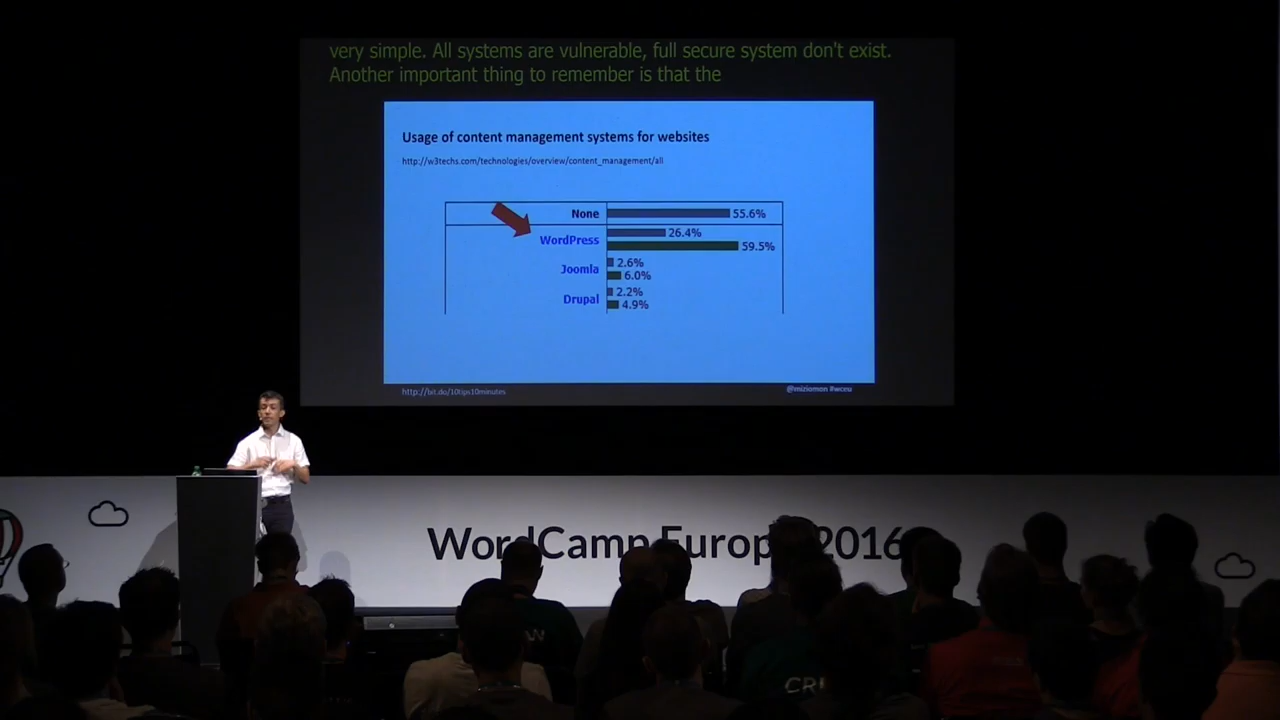 very simple. All systems are vulnerable, full secure system don't exist.
Another important thing to remember is that the
Usage of content management systems for websites
http://w3techs.com/technologies/overview/content_management/all
None 55.6%
WordPress 26.4%
59.5%
Joomla 2.6%
6.0%
Drupal 2.2%
4.9%
http://bit.do/10tips10minutes
@miziomon #wceu
WordCamp Europe 2016